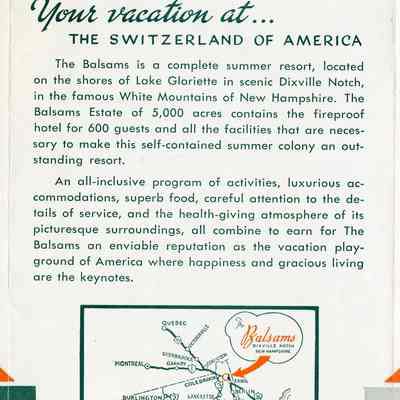 Your vacation at...
THE SWITZERLAND OF AMERICA
The Balsams is a complete summer resort, located
on the shores of Lake Gloriette in scenic Dixville Notch,
in the famous White Mountains of New Hampshire. The
Balsams Estate of 5,000 acres contains the fireproof
hotel for 600 guests and all the facilities that are neces-
sary to make this self-contained summer colony an out-
standing resort.
An all-inclusive program of activities, luxurious ac-
commodations, superb food, careful attention to the de-
tails of service, and the health-giving atmosphere of its
picturesque surroundings, all combine to earn for The
Balsams an enviable reputation as the vacation play-
ground of America where happiness and gracious living
are the keynotes.
The
Balsams
DIXVILLE NOTCH
NEW HAMPSHIRE
QUEBEC
SHERBROOKE
GRANBY
MONTREAL
COLEBROOK
BERLIN
LANCASTER
BURLINGTON